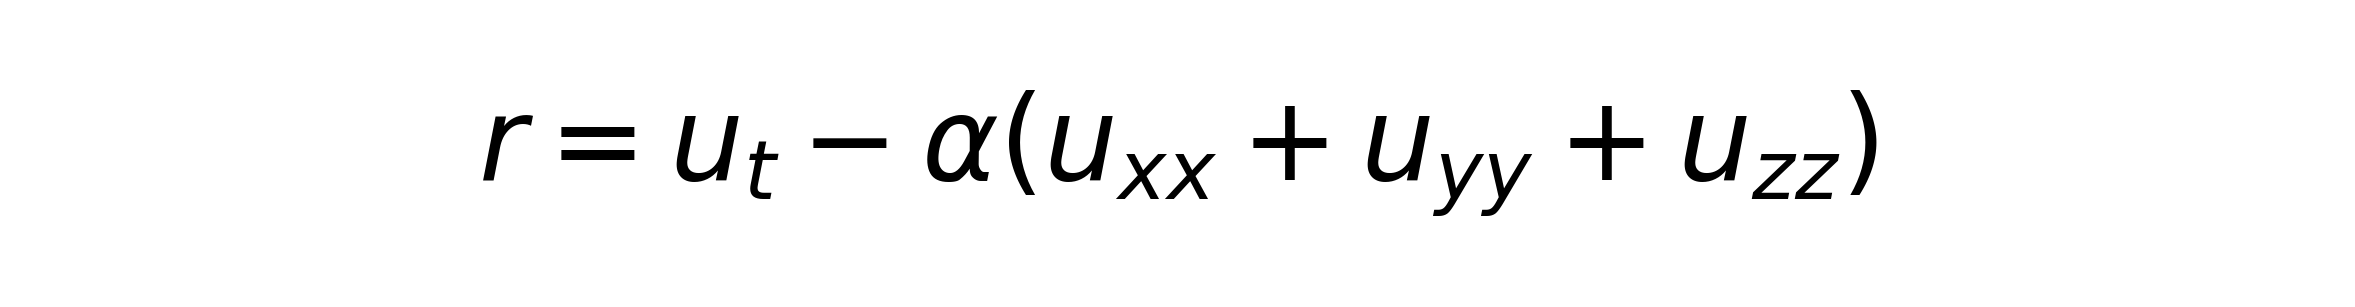 r = u_t − α(u_xx + u_yy + u_zz)